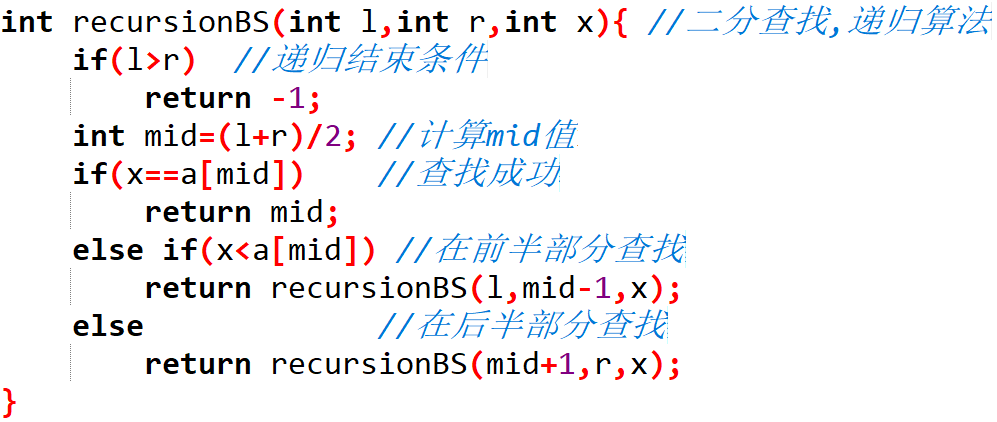 int recursionBS(int l,int r,int x){ //二分查找,递归算法
    if(l>r)  //递归结束条件
        return -1;
    int mid=(l+r)/2; //计算mid值
    if(x==a[mid])    //查找成功
        return mid;
    else if(x<a[mid]) //在前半部分查找
        return recursionBS(l,mid-1,x);
    else             //在后半部分查找
        return recursionBS(mid+1,r,x);
}